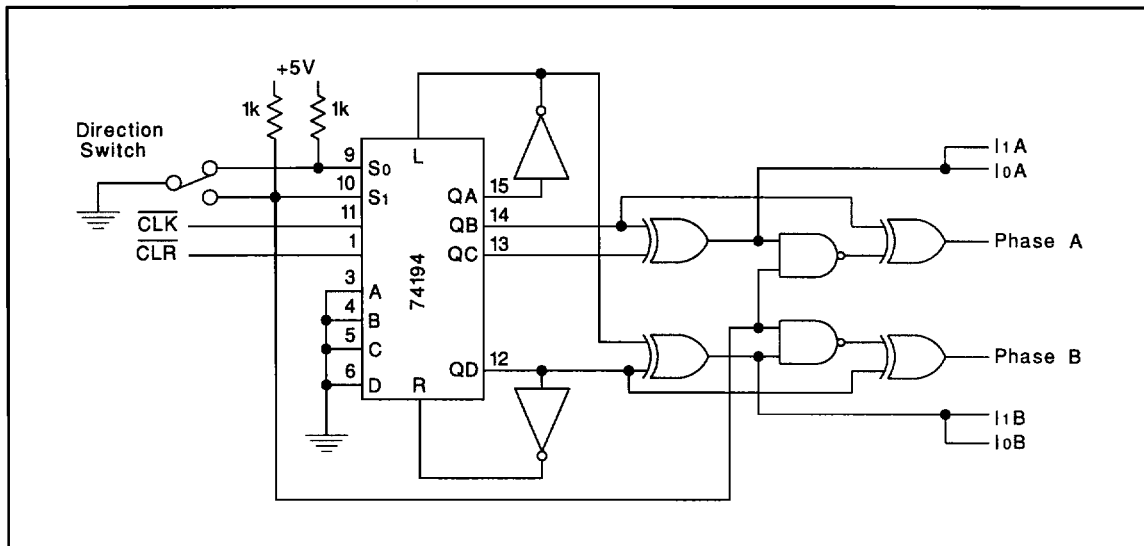 +5V
1k
1k
Direction
Switch
9
S0
10
S1
11
CLK
1
CLR
3
A
4
B
5
C
6
D
L
R
74194
QA
15
QB
14
QC
13
QD
12
I1A
I0A
Phase A
Phase B
I1B
I0B